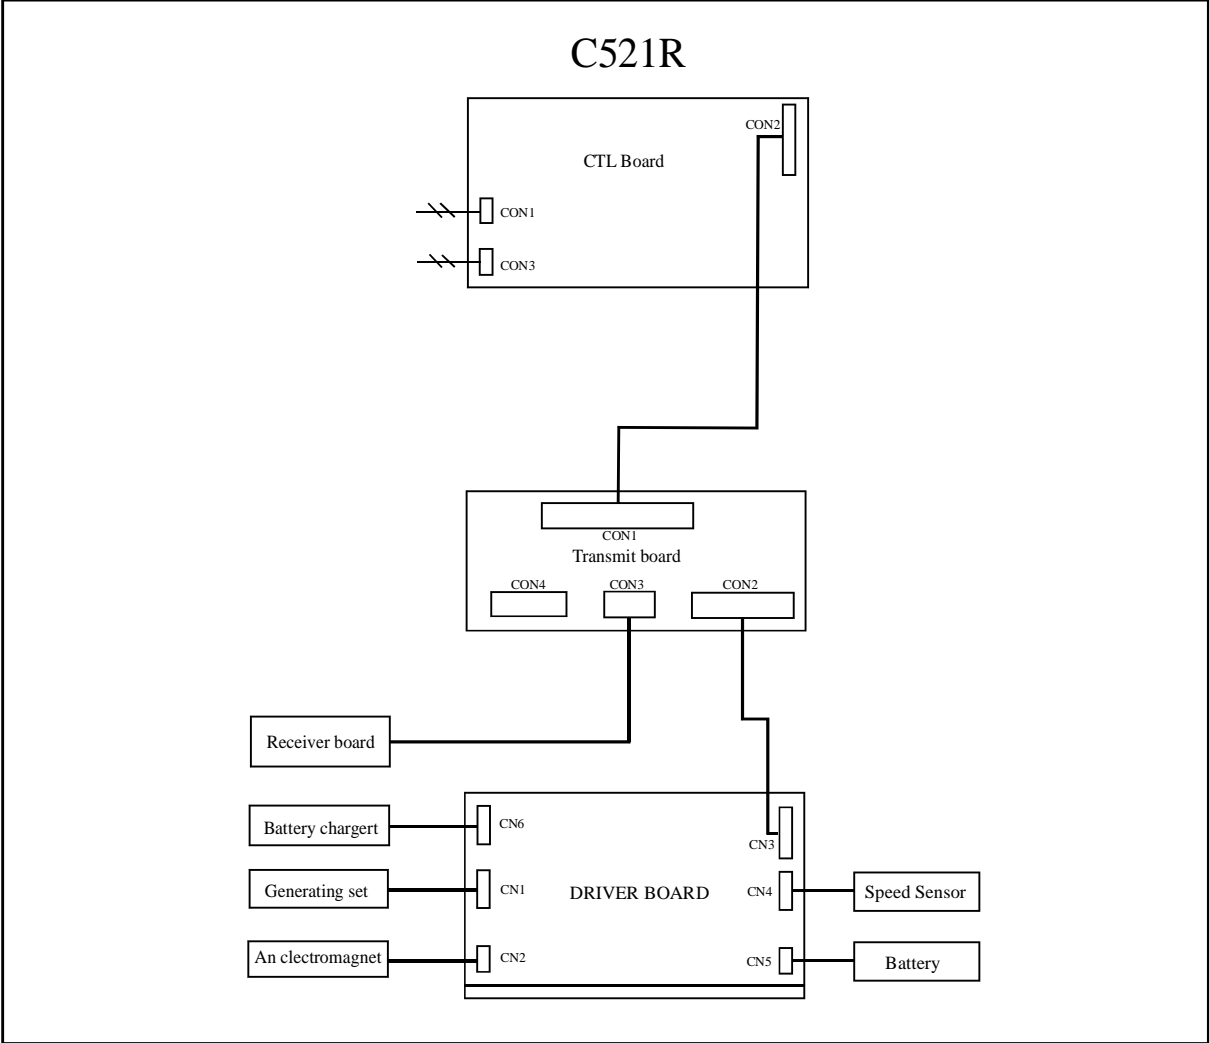 C521R
CON2
CTL Board
CON1
CON3
CON1
Transmit board
CON4
CON3
CON2
Receiver board
Battery chargert
CN6
CN3
Generating set
CN1
DRIVER BOARD
CN4
Speed Sensor
An clectromagnet
CN2
CN5
Battery